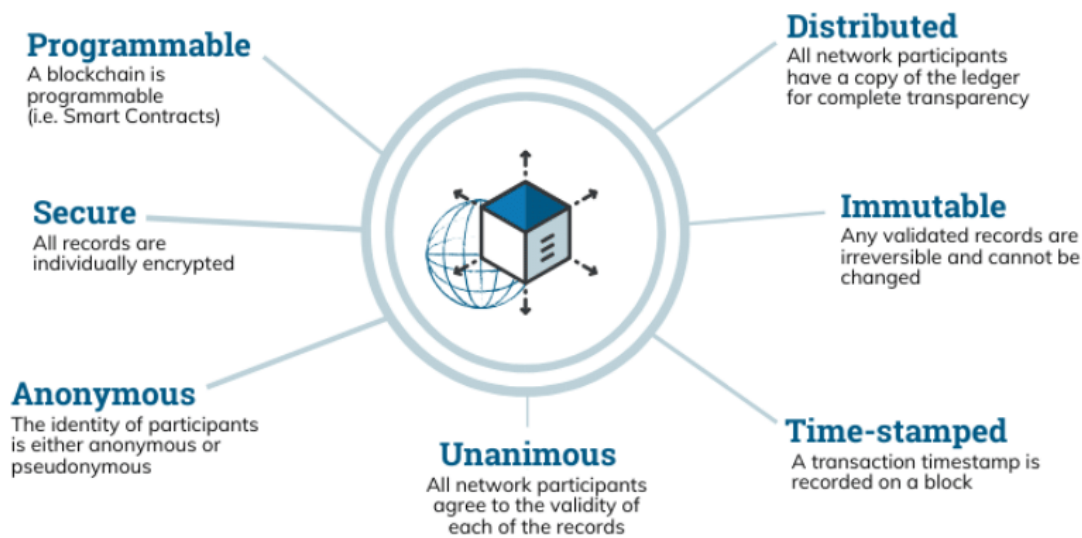 Programmable
A blockchain is
programmable
(i.e. Smart Contracts)
Distributed
All network participants
have a copy of the ledger
for complete transparency
Secure
All records are
individually encrypted
Immutable
Any validated records are
irreversible and cannot be
changed
Anonymous
The identity of participants
is either anonymous or
pseudonymous
Unanimous
All network participants
agree to the validity of
each of the records
Time-stamped
A transaction timestamp is
recorded on a block